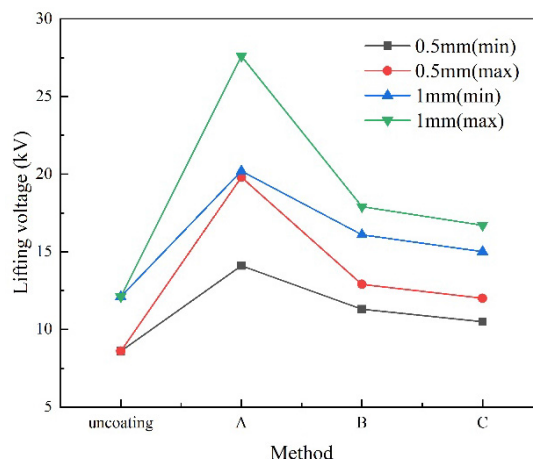 30
25
20
15
10
5
Lifting voltage (kV)
0.5mm(min)
0.5mm(max)
1mm(min)
1mm(max)
uncoating A B C
Method